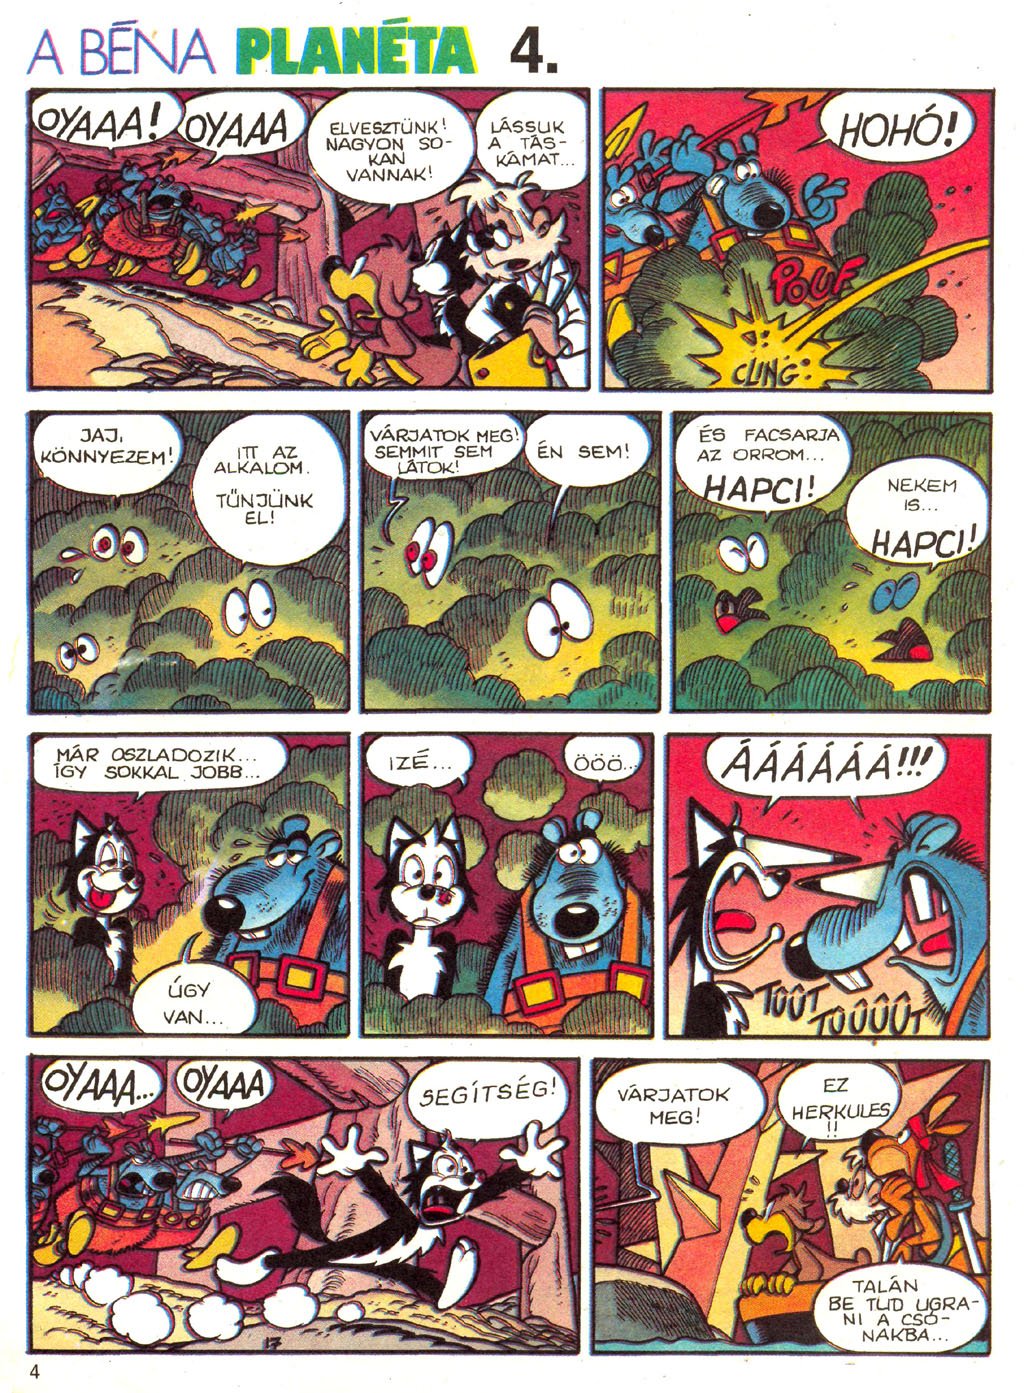 A BÉNA PLANÉTA 4.
OYAAA!
OYAAA
ELVESZTÜNK!
NAGYON SO-
KAN
VANNAK!
LÁSSUK
A TÁS-
KÁMAT...
HOHÓ!
POUF
CLING
JAJ,
KÖNNYEZEM!
ITT AZ
ALKALOM.
TŰNJÜNK
EL!
VÁRJATOK MEG!
SEMMIT SEM
LÁTOK!
ÉN SEM!
ÉS FACSARJA
AZ ORROM...
HAPCI!
NEKEM
IS...
HAPCI!
MÁR OSZLADOZIK...
ÍGY SOKKAL JOBB...
ÚGY
VAN...
IZÉ...
ÖÖÖ...
ÁÁÁÁÁÁ!!!
TÛÛT
TOÛÛÛT
OYAAA...
OYAAA
SEGÍTSÉG!
17
VÁRJATOK
MEG!
EZ
HERKULES
!!
TALÁN
BE TUD UGRA-
NI A CSÓ-
NAKBA...
4